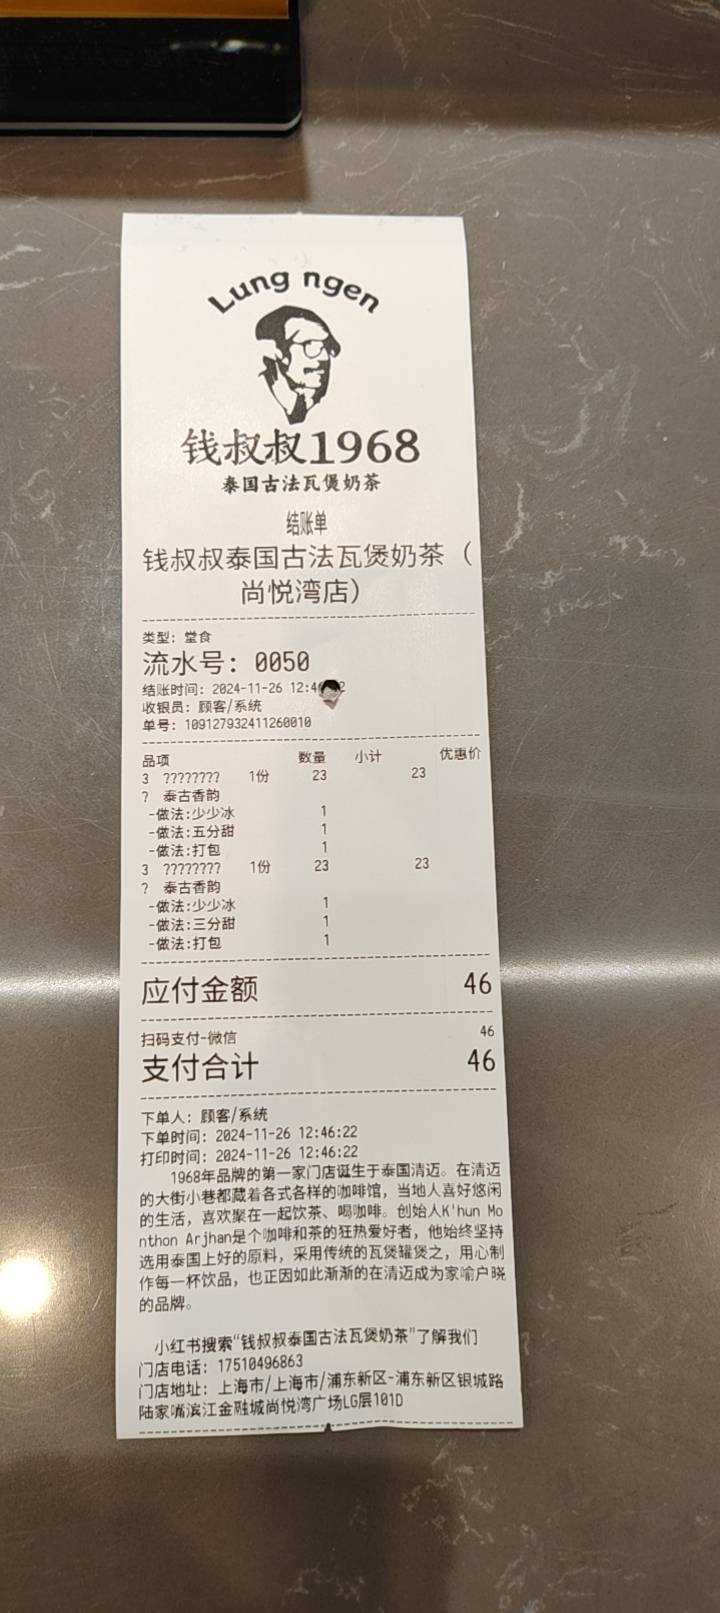 Lung ngen
钱叔叔1968
泰国古法瓦煲奶茶
结账单
钱叔叔泰国古法瓦煲奶茶（
尚悦湾店）
类型: 堂食
流水号: 0050
结账时间: 2024-11-26 12:4 2
收银员: 顾客/系统
单号: 109127932411260010
品项 数量 小计 优惠价
3 ???????? 1份 23 23
? 泰古香韵
-做法:少少冰 1
-做法:五分甜 1
-做法:打包 1
3 ???????? 1份 23 23
? 泰古香韵
-做法:少少冰 1
-做法:三分甜 1
-做法:打包 1
应付金额 46
扫码支付-微信 46
支付合计 46
下单人: 顾客/系统
下单时间: 2024-11-26 12:46:22
打印时间: 2024-11-26 12:46:22
1968年品牌的第一家门店诞生于泰国清迈。在清迈
的大街小巷都藏着各式各样的咖啡馆，当地人喜好悠闲
的生活，喜欢聚在一起饮茶、喝咖啡。创始人K'hun Mo
nthon Arjhan是个咖啡和茶的狂热爱好者，他始终坚持
选用泰国上好的原料，采用传统的瓦煲罐煲之，用心制
作每一杯饮品，也正因如此渐渐的在清迈成为家喻户晓
的品牌。
小红书搜索“钱叔叔泰国古法瓦煲奶茶”了解我们
门店电话: 17510496863
门店地址: 上海市/上海市/浦东新区-浦东新区银城路
陆家嘴滨江金融城尚悦湾广场LG层101D